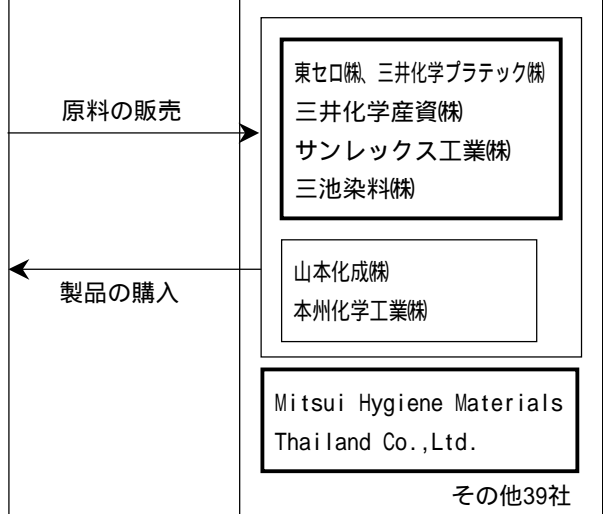 東セロ㈱、三井化学プラテック㈱
原料の販売
三井化学産資㈱
サンレックス工業㈱
三池染料㈱
山本化成㈱
製品の購入
本州化学工業㈱
Mitsui Hygiene Materials
Thailand Co.,Ltd.
その他39社